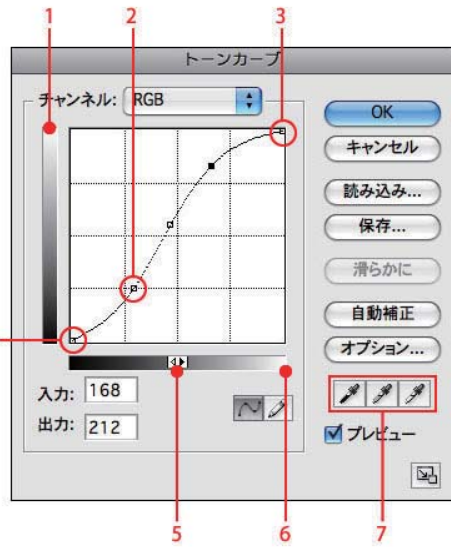 1
2
3
トーンカーブ
チャンネル: RGB
OK
キャンセル
読み込み...
保存...
滑らかに
自動補正
オプション...
入力: 168
出力: 212
プレビュー
5
6
7